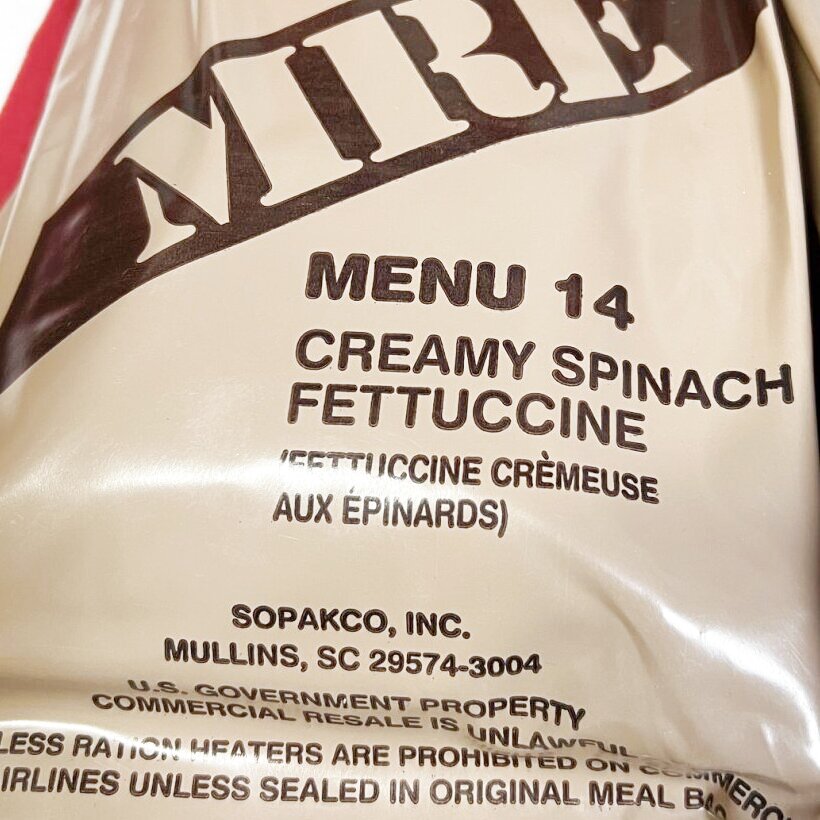 MRE
MENU 14
CREAMY SPINACH
FETTUCCINE
(FETTUCCINE CRÈMEUSE
AUX ÉPINARDS)
SOPAKCO, INC.
MULLINS, SC 29574-3004
U.S. GOVERNMENT PROPERTY
COMMERCIAL RESALE IS UNLAWFUL
LESS RATION HEATERS ARE PROHIBITED ON COMMERC
IRLINES UNLESS SEALED IN ORIGINAL MEAL BAG